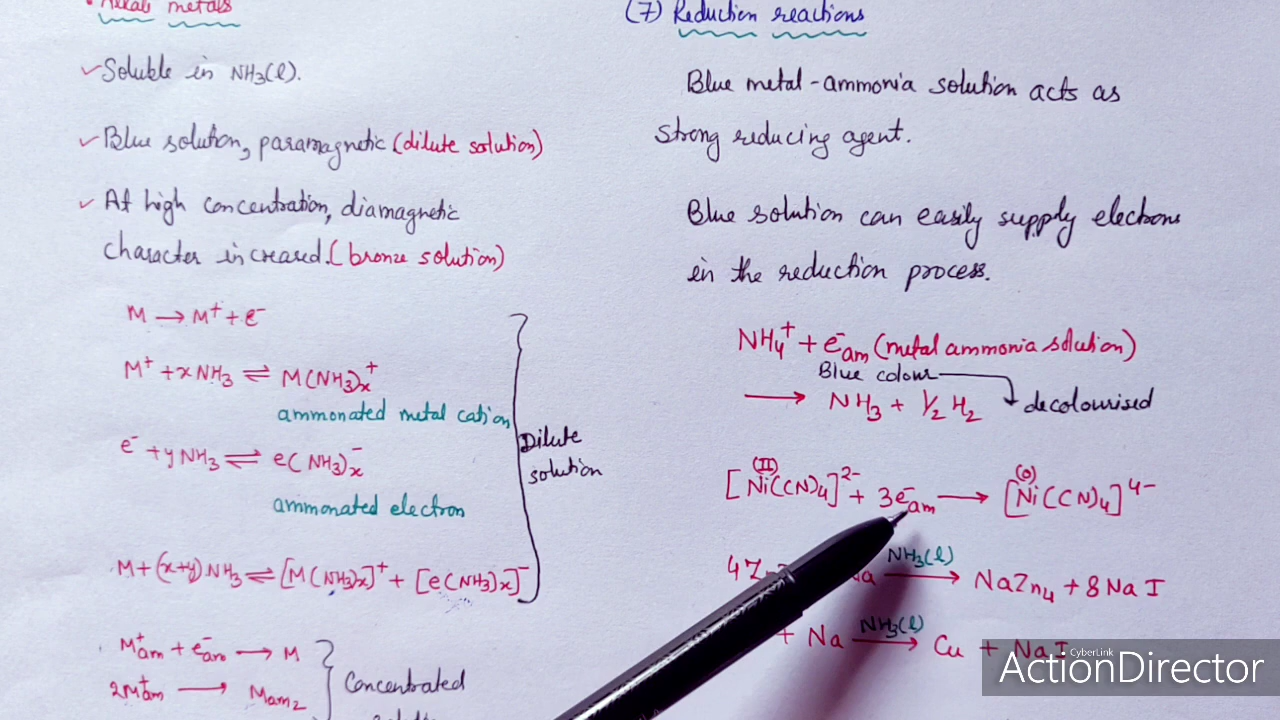 Alkali metals
✓Soluble in NH₃(l).
✓Blue solution, paramagnetic (dilute solution)
✓At high concentration, diamagnetic
character increased. (bronze solution)
M → M⁺ + e⁻
M⁺ + xNH₃ ⇌ M(NH₃)ₓ⁺
ammonated metal cation
e⁻ + yNH₃ ⇌ e(NH₃)ₓ⁻
ammonated electron
Dilute
solution
M + (x+y) NH₃ ⇌ [M(NH₃)ₓ]⁺ + [e(NH₃)ₓ]⁻
M⁺am + e⁻am → M
2M⁺am → Mam₂
Concentrated
(7) Reduction reactions
Blue metal-ammonia solution acts as
strong reducing agent.
Blue solution can easily supply electrons
in the reduction process.
NH₄⁺ + e⁻am (metal ammonia solution)
Blue colour
→ NH₃ + ½ H₂ decolourised
[Ni(CN)₄]²⁻ + 3e⁻am → [Ni(CN)₄]⁴⁻
(II) (0)
4Zn NH₃(l) → NaZn₄ + 8NaI
+ Na NH₃(l) → Cu + NaI
CyberLink
ActionDirector